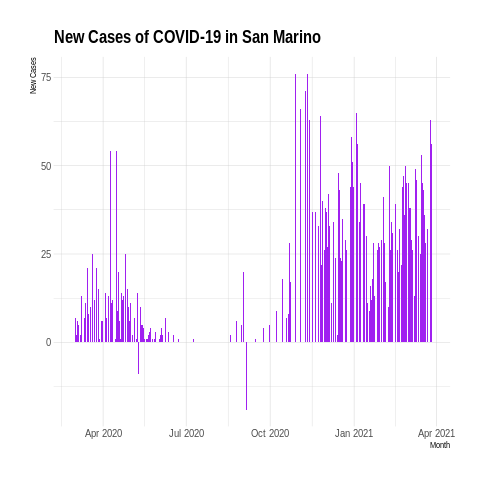 New Cases of COVID-19 in San Marino
New Cases
75
50
25
0
Apr 2020 Jul 2020 Oct 2020 Jan 2021 Apr 2021
Month